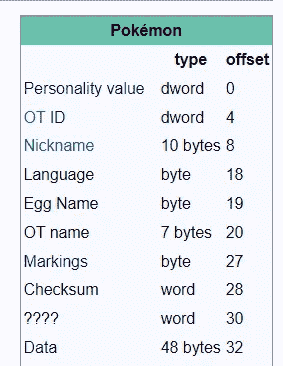 Pokémon
type offset
Personality value dword 0
OT ID dword 4
Nickname 10 bytes 8
Language byte 18
Egg Name byte 19
OT name 7 bytes 20
Markings byte 27
Checksum word 28
???? word 30
Data 48 bytes 32